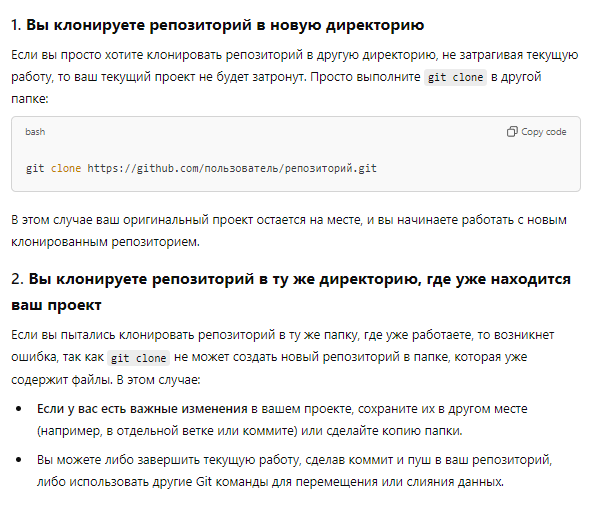 1. Вы клонируете репозиторий в новую директорию
Если вы просто хотите клонировать репозиторий в другую директорию, не затрагивая текущую
работу, то ваш текущий проект не будет затронут. Просто выполните git clone в другой
папке:
bash Copy code
git clone https://github.com/пользователь/репозиторий.git
В этом случае ваш оригинальный проект остается на месте, и вы начинаете работать с новым
клонированным репозиторием.
2. Вы клонируете репозиторий в ту же директорию, где уже находится
ваш проект
Если вы пытались клонировать репозиторий в ту же папку, где уже работаете, то возникнет
ошибка, так как git clone не может создать новый репозиторий в папке, которая уже
содержит файлы. В этом случае:
• Если у вас есть важные изменения в вашем проекте, сохраните их в другом месте
(например, в отдельной ветке или коммите) или сделайте копию папки.
• Вы можете либо завершить текущую работу, сделав коммит и пуш в ваш репозиторий,
либо использовать другие Git команды для перемещения или слияния данных.